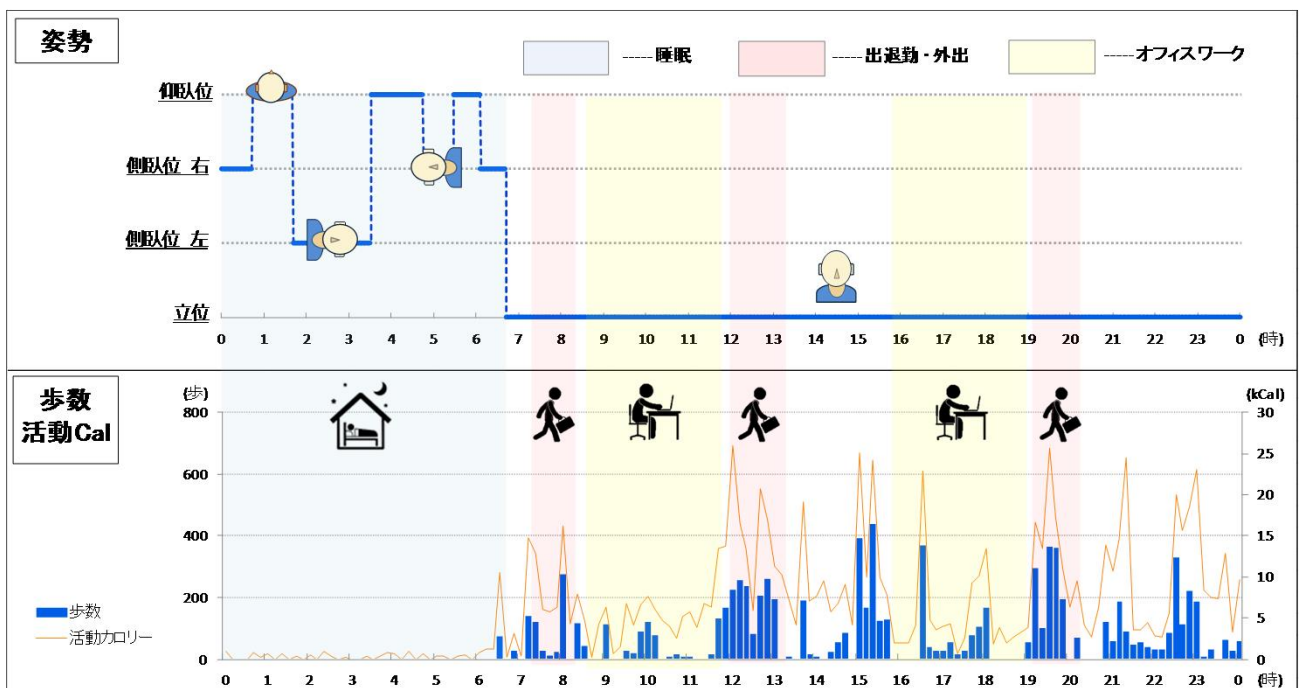 姿勢
-----睡眠
-----出退勤・外出
-----オフィスワーク
仰臥位
側臥位 右
側臥位 左
立位
0 1 2 3 4 5 6 7 8 9 10 11 12 13 14 15 16 17 18 19 20 21 22 23 0 (時)
歩数
活動Cal
(歩)
(kCal)
800
600
400
200
0
30
25
20
15
10
5
0
歩数
活動カロリー
0 1 2 3 4 5 6 7 8 9 10 11 12 13 14 15 16 17 18 19 20 21 22 23 0
(時)